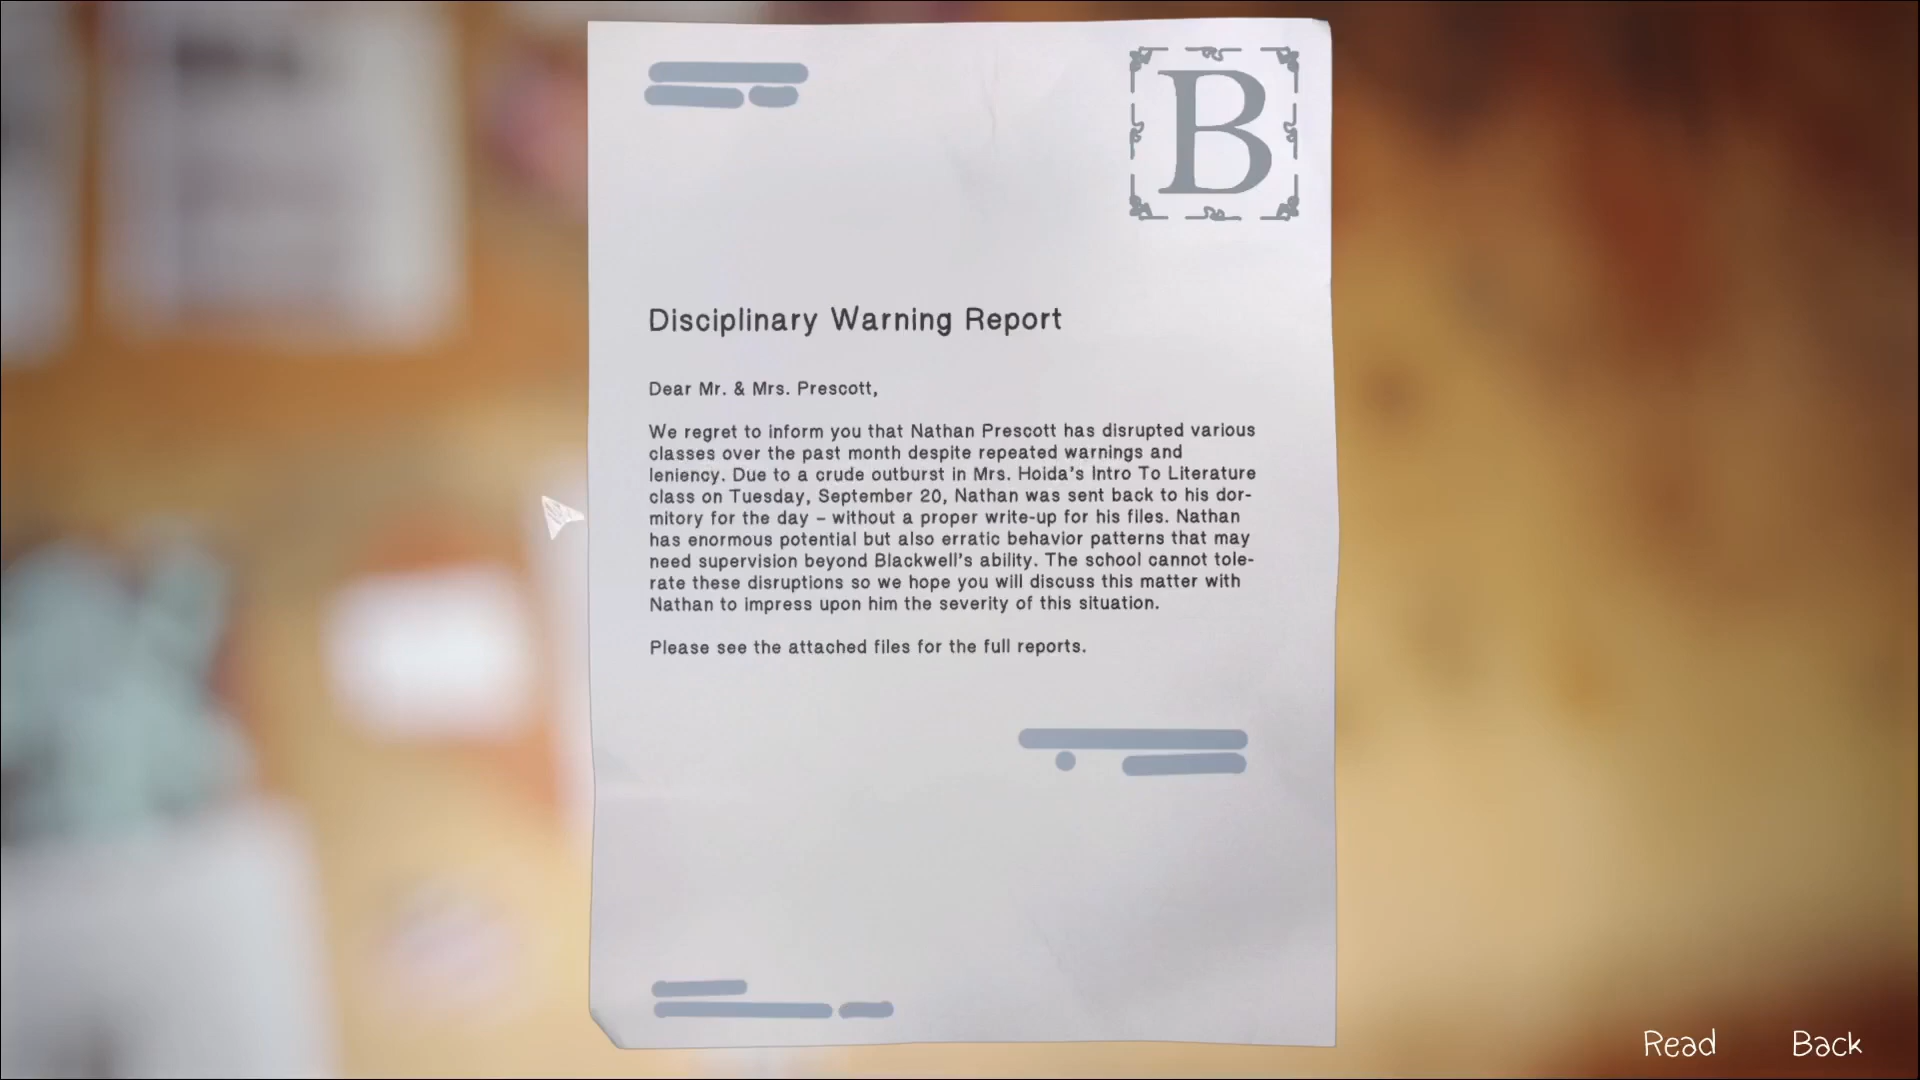 B
Disciplinary Warning Report
Dear Mr. & Mrs. Prescott,
We regret to inform you that Nathan Prescott has disrupted various
classes over the past month despite repeated warnings and
leniency. Due to a crude outburst in Mrs. Hoida's Intro To Literature
class on Tuesday, September 20, Nathan was sent back to his dor-
mitory for the day – without a proper write-up for his files. Nathan
has enormous potential but also erratic behavior patterns that may
need supervision beyond Blackwell's ability. The school cannot tole-
rate these disruptions so we hope you will discuss this matter with
Nathan to impress upon him the severity of this situation.
Please see the attached files for the full reports.
Read Back